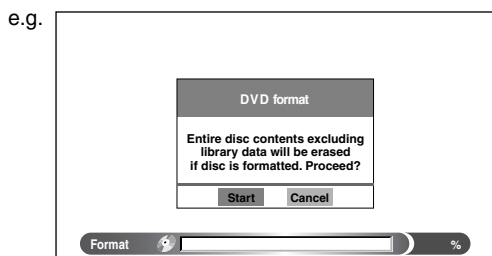 e.g.
DVD format
Entire disc contents excluding
library data will be erased
if disc is formatted. Proceed?
Start Cancel
Format %